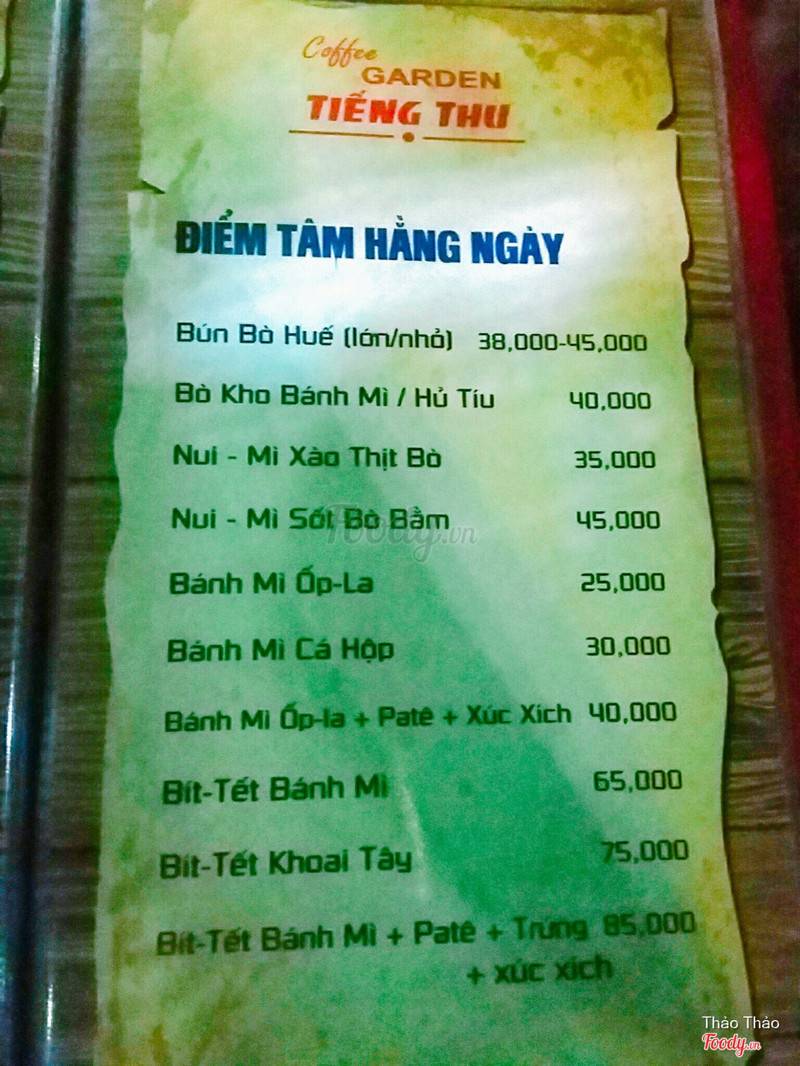 Coffee
GARDEN
TIẾNG THU
ĐIỂM TÂM HẰNG NGÀY
Bún Bò Huế (lớn/nhỏ) 38,000-45,000
Bò Kho Bánh Mì / Hủ Tíu 40,000
Nui - Mì Xào Thịt Bò 35,000
Nui - Mì Sốt Bò Bằm 45,000
Foody.vn
Bánh Mì Ốp-La 25,000
Bánh Mì Cá Hộp 30,000
Bánh Mì Ốp-la + Patê + Xúc Xích 40,000
Bít-Tết Bánh Mì 65,000
Bít-Tết Khoai Tây 75,000
Bít-Tết Bánh Mì + Patê + Trứng 85,000
+ xúc xích
Thảo Thảo
Foody.vn